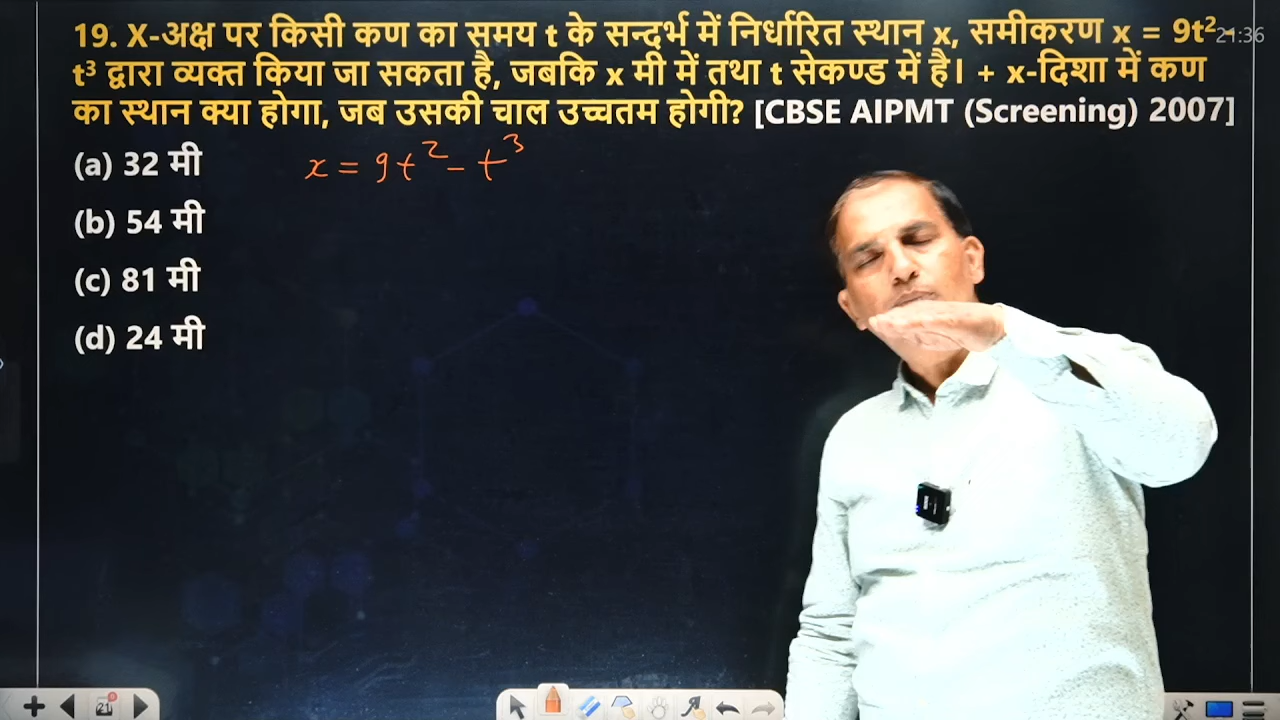 19. X-अक्ष पर किसी कण का समय t के सन्दर्भ में निर्धारित स्थान x, समीकरण x = 9t² -
21:36
t³ द्वारा व्यक्त किया जा सकता है, जबकि x मी में तथा t सेकण्ड में है। + x-दिशा में कण
का स्थान क्या होगा, जब उसकी चाल उच्चतम होगी? [CBSE AIPMT (Screening) 2007]
(a) 32 मी
x = 9t² - t³
(b) 54 मी
(c) 81 मी
(d) 24 मी
21